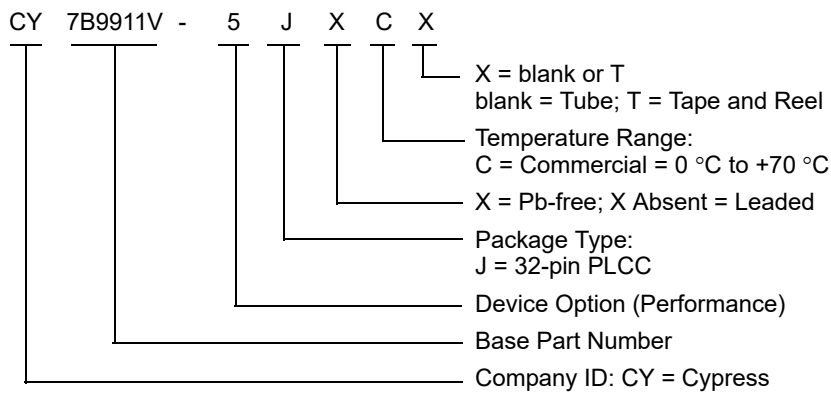 CY 7B9911V - 5 J X C X
X = blank or T
blank = Tube; T = Tape and Reel
Temperature Range:
C = Commercial = 0 °C to +70 °C
X = Pb-free; X Absent = Leaded
Package Type:
J = 32-pin PLCC
Device Option (Performance)
Base Part Number
Company ID: CY = Cypress